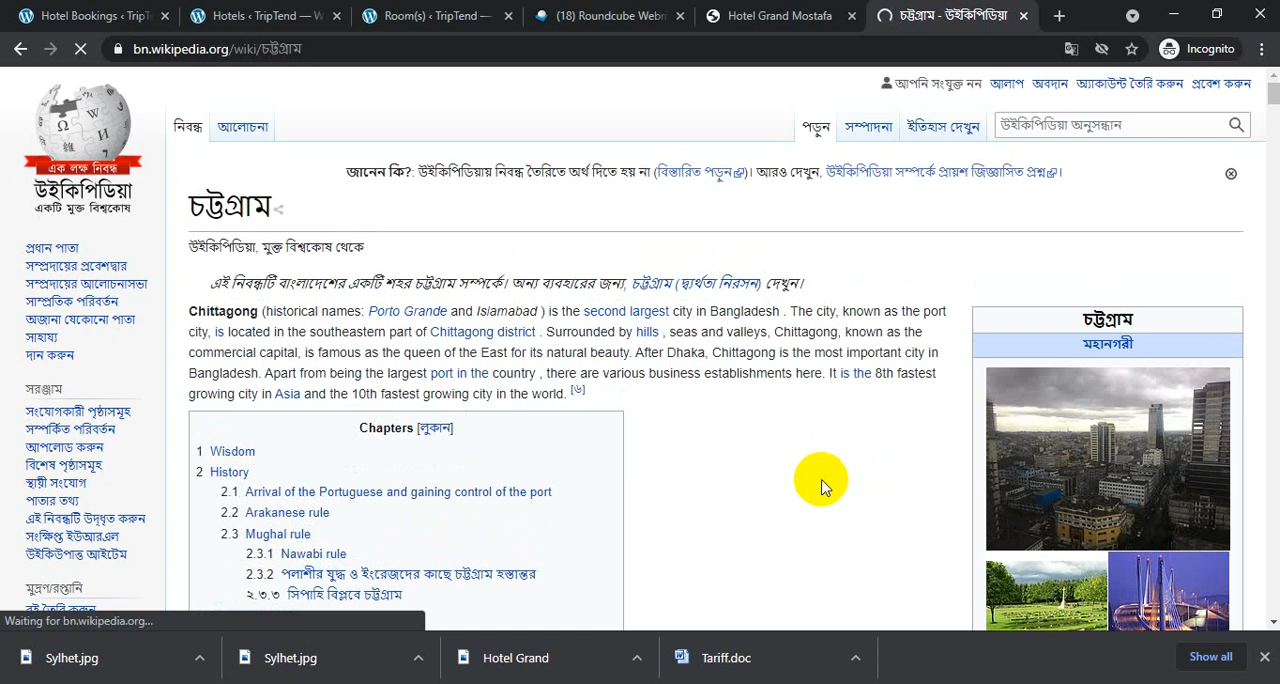 Hotel Bookings ‹ TripT
Hotels ‹ TripTend — W
Room(s) ‹ TripTend —
(18) Roundcube Webm
Hotel Grand Mostafa
চট্টগ্রাম - উইকিপিডিয়া
bn.wikipedia.org/wiki/চট্টগ্রাম
Incognito
আপনি সংযুক্ত নন আলাপ অবদান অ্যাকাউন্ট তৈরি করুন প্রবেশ করুন
নিবন্ধ আলোচনা পড়ুন সম্পাদনা ইতিহাস দেখুন উইকিপিডিয়া অনুসন্ধান
এক লক্ষ নিবন্ধ
উইকিপিডিয়া
একটি মুক্ত বিশ্বকোষ
জানেন কি?: উইকিপিডিয়ায় নিবন্ধ তৈরিতে অর্থ দিতে হয় না (বিস্তারিত পড়ুন)। আরও দেখুন, উইকিপিডিয়া সম্পর্কে প্রায়শ জিজ্ঞাসিত প্রশ্ন।
চট্টগ্রাম
উইকিপিডিয়া, মুক্ত বিশ্বকোষ থেকে
এই নিবন্ধটি বাংলাদেশের একটি শহর চট্টগ্রাম সম্পর্কে। অন্য ব্যবহারের জন্য, চট্টগ্রাম (দ্ব্যর্থতা নিরসন) দেখুন।
প্রধান পাতা
সম্প্রদায়ের প্রবেশদ্বার
সম্প্রদায়ের আলোচনাসভা
সাম্প্রতিক পরিবর্তন
অজানা যেকোনো পাতা
সাহায্য
দান করুন
সরঞ্জাম
সংযোগকারী পৃষ্ঠাসমূহ
সম্পর্কিত পরিবর্তন
আপলোড করুন
বিশেষ পৃষ্ঠাসমূহ
স্থায়ী সংযোগ
পাতার তথ্য
এই নিবন্ধটি উদ্ধৃত করুন
সংক্ষিপ্ত ইউআরএল
উইকিউপাত্ত আইটেম
মুদ্রণ/রপ্তানি
বই তৈরি করুন
Chittagong (historical names: Porto Grande and Islamabad ) is the second largest city in Bangladesh . The city, known as the port
city, is located in the southeastern part of Chittagong district . Surrounded by hills , seas and valleys, Chittagong, known as the
commercial capital, is famous as the queen of the East for its natural beauty. After Dhaka, Chittagong is the most important city in
Bangladesh. Apart from being the largest port in the country , there are various business establishments here. It is the 8th fastest
growing city in Asia and the 10th fastest growing city in the world. [৬]
চট্টগ্রাম
মহানগরী
Chapters [লুকান]
1 Wisdom
2 History
2.1 Arrival of the Portuguese and gaining control of the port
2.2 Arakanese rule
2.3 Mughal rule
2.3.1 Nawabi rule
2.3.2 পলাশীর যুদ্ধ ও ইংরেজদের কাছে চট্টগ্রাম হস্তান্তর
২.৩.৩ সিপাহি বিপ্লবে চট্টগ্রাম
Waiting for bn.wikipedia.org...
Sylhet.jpg
Sylhet.jpg
Hotel Grand
Tariff.doc
Show all